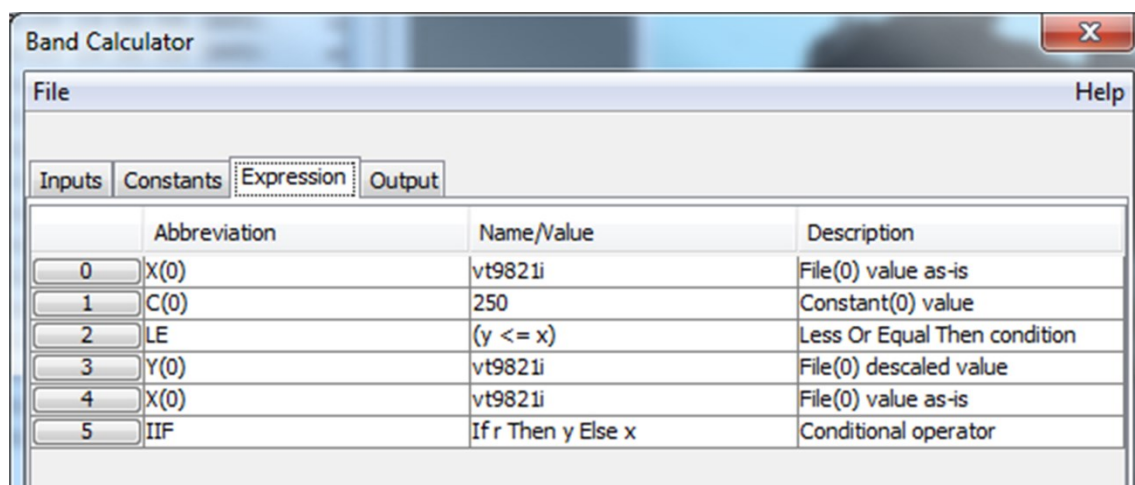 Band Calculator
File Help
Inputs Constants Expression Output
Abbreviation Name/Value Description
0 X(0) vt9821i File(0) value as-is
1 C(0) 250 Constant(0) value
2 LE (y <= x) Less Or Equal Then condition
3 Y(0) vt9821i File(0) descaled value
4 X(0) vt9821i File(0) value as-is
5 IIF If r Then y Else x Conditional operator